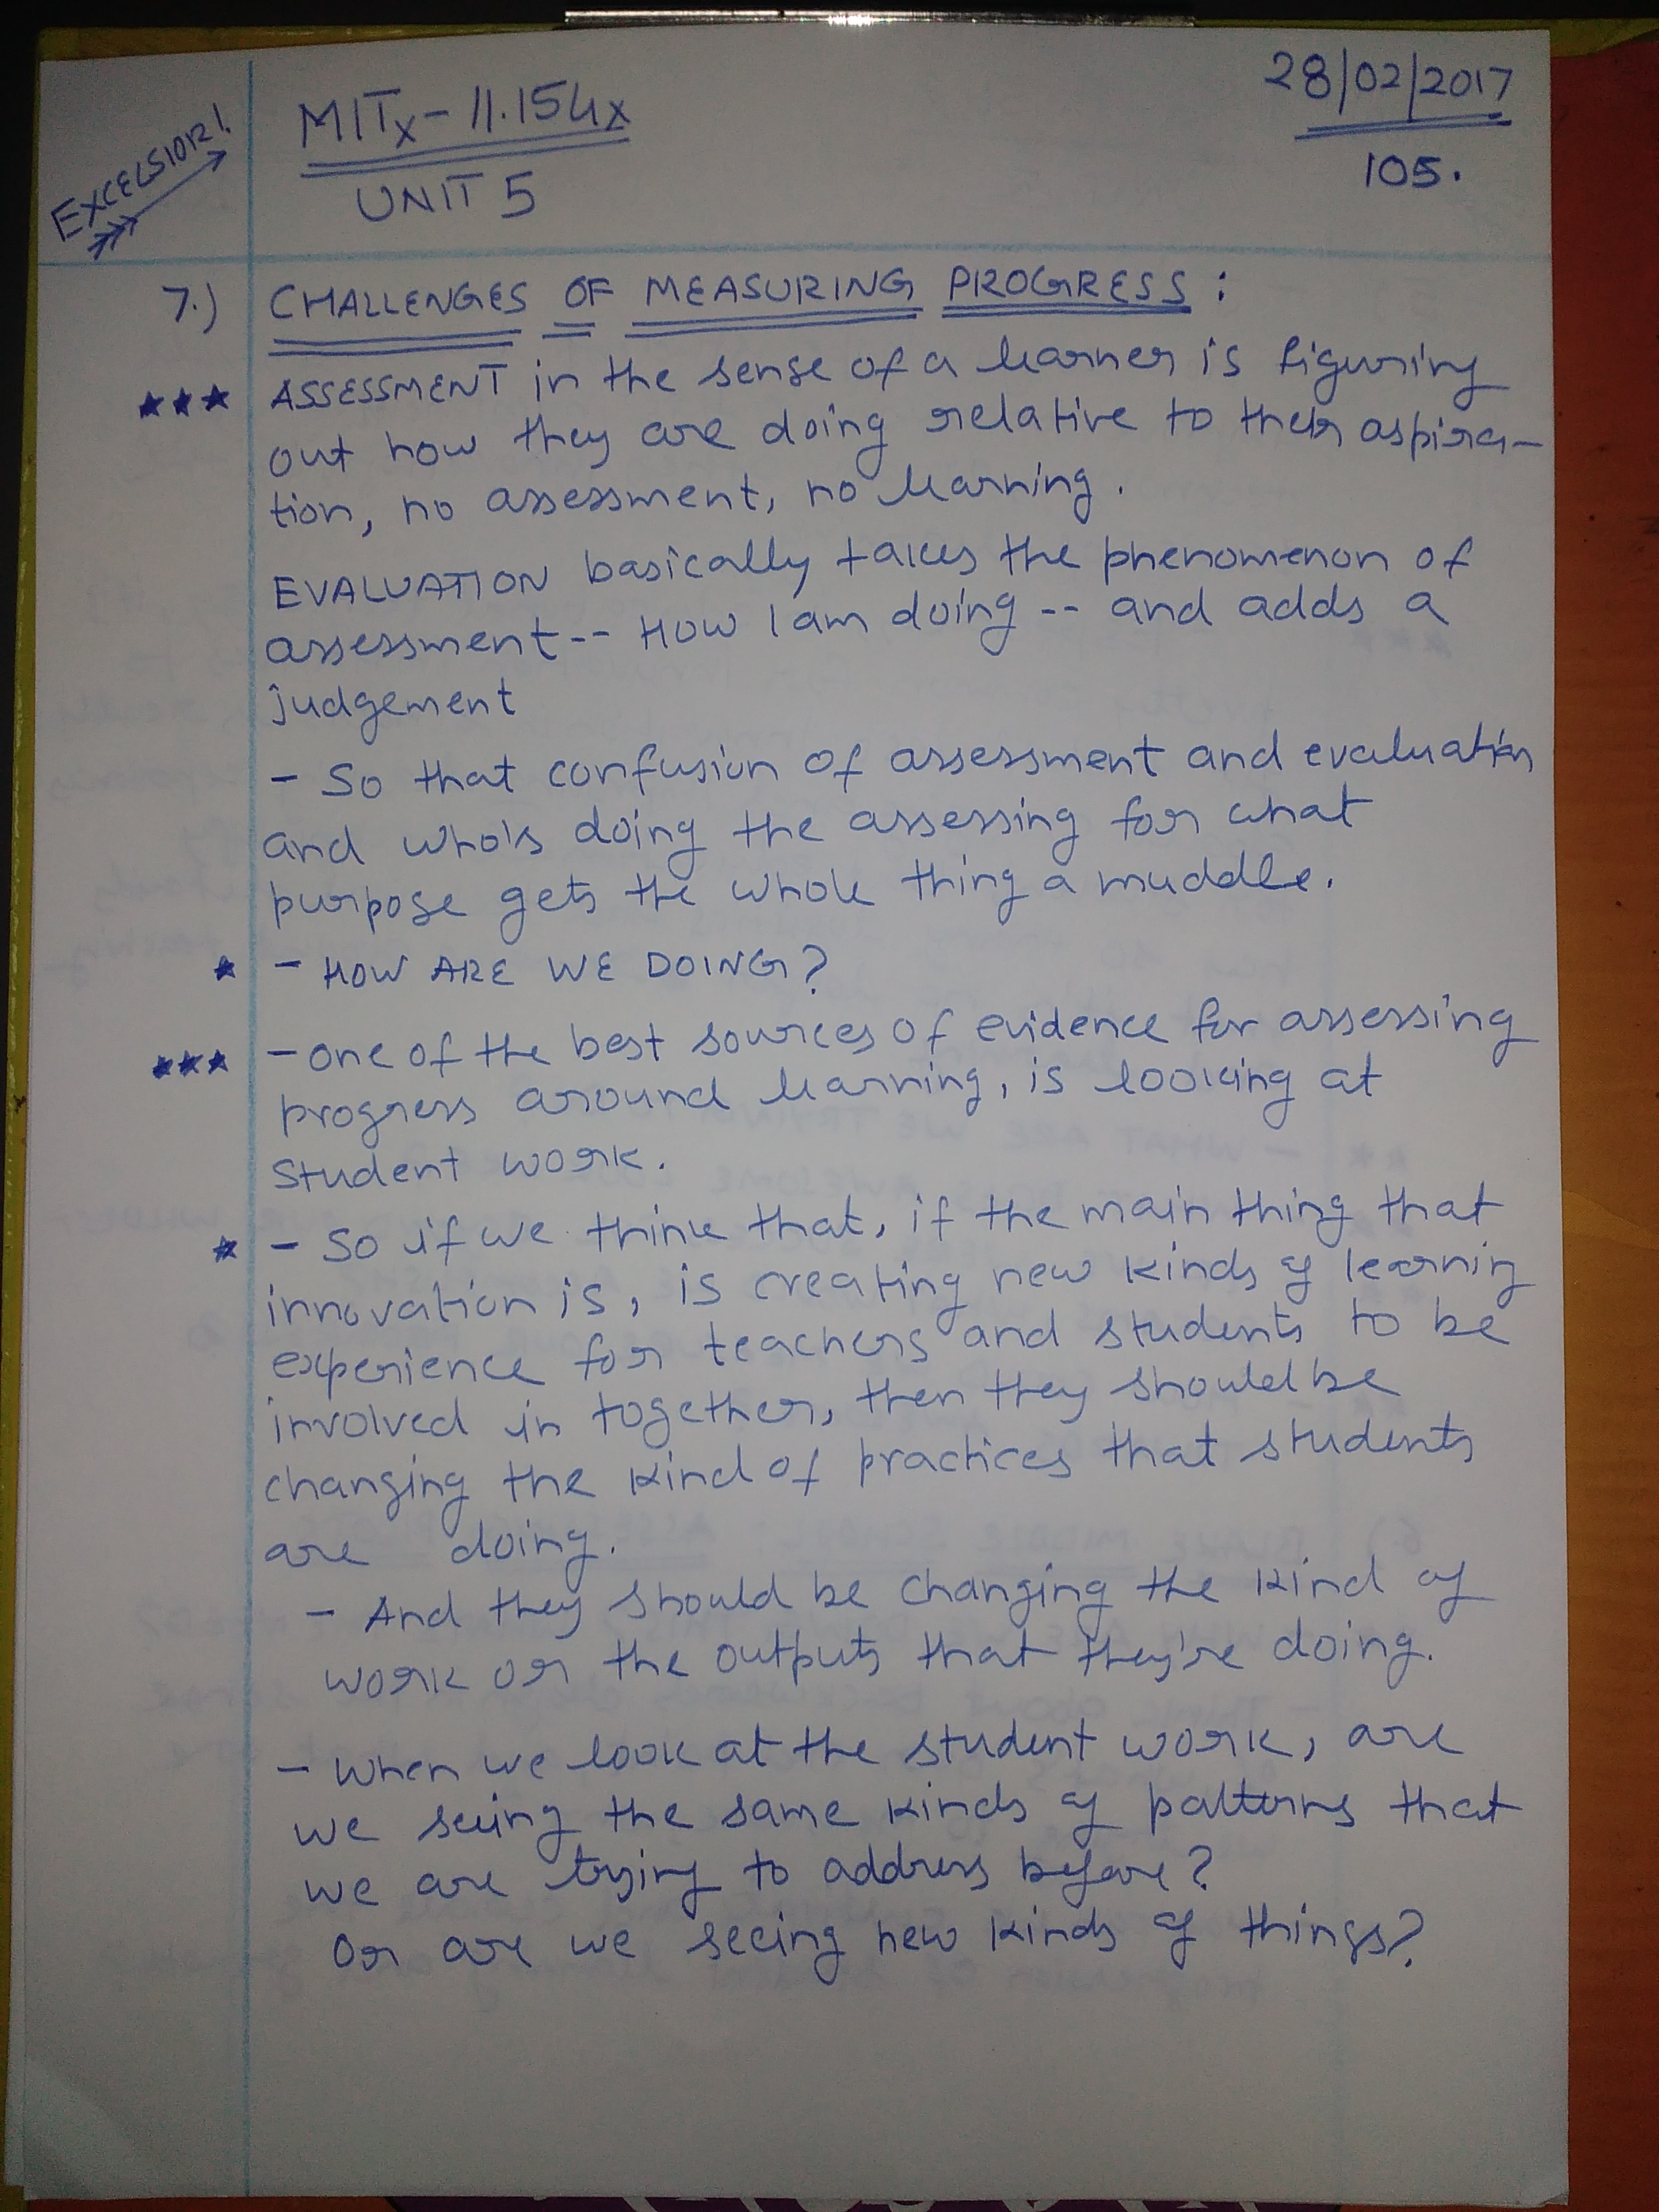 EXCELSIOR!
MITx - 11.154x
UNIT 5
28/02/2017
105.
7.) CHALLENGES OF MEASURING PROGRESS :
*** ASSESSMENT in the sense of a learner is figuring
out how they are doing relative to their aspira-
tion, no assessment, no learning.
EVALUATION basically takes the phenomenon of
assessment -- How I am doing -- and adds a
judgement
- So that confusion of assessment and evaluation
and who's doing the assessing for what
purpose gets the whole thing a muddle.
* - HOW ARE WE DOING?
*** - One of the best sources of evidence for assessing
progress around learning, is looking at
student work.
* - So if we think that, if the main thing that
innovation is, is creating new kinds of learning
experience for teachers and students to be
involved in together, then they should be
changing the kind of practices that students
are doing.
- And they should be changing the kind of
work or the outputs that they're doing.
- When we look at the student work, are
we seeing the same kinds of patterns that
we are trying to address before?
Or are we seeing new kinds of things?